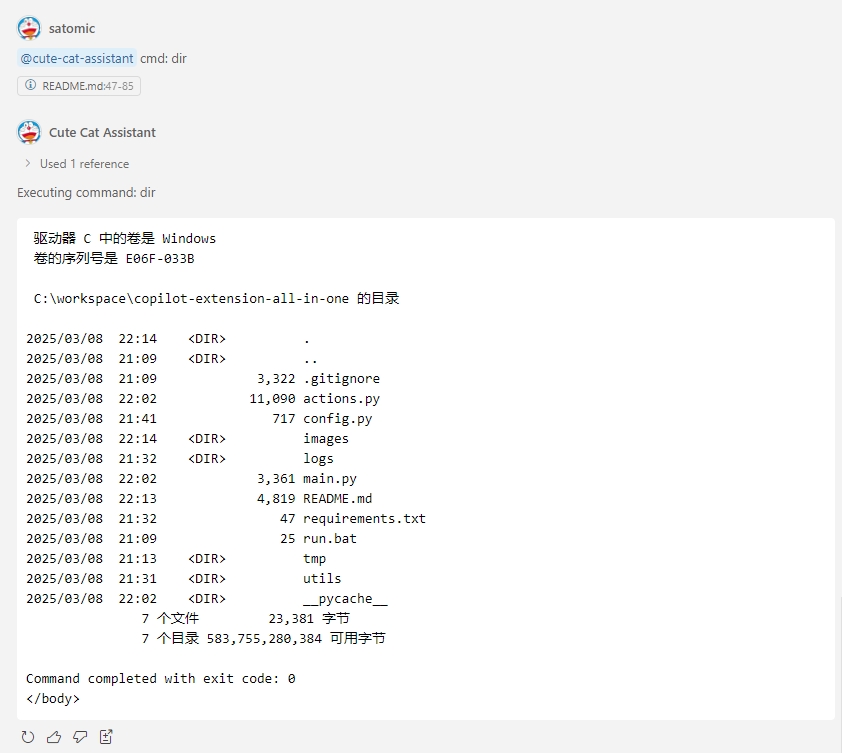 satomic
@cute-cat-assistant cmd: dir
README.md:47-85
Cute Cat Assistant
Used 1 reference
Executing command: dir
驱动器 C 中的卷是 Windows
卷的序列号是 E06F-033B
C:\workspace\copilot-extension-all-in-one 的目录
2025/03/08  22:14    <DIR>          .
2025/03/08  21:09    <DIR>          ..
2025/03/08  21:09             3,322 .gitignore
2025/03/08  22:02            11,090 actions.py
2025/03/08  21:41               717 config.py
2025/03/08  22:14    <DIR>          images
2025/03/08  21:32    <DIR>          logs
2025/03/08  22:02             3,361 main.py
2025/03/08  22:13             4,819 README.md
2025/03/08  21:32                47 requirements.txt
2025/03/08  21:09                25 run.bat
2025/03/08  21:13    <DIR>          tmp
2025/03/08  21:31    <DIR>          utils
2025/03/08  22:02    <DIR>          __pycache__
7 个文件         23,381 字节
7 个目录 583,755,280,384 可用字节
Command completed with exit code: 0
</body>